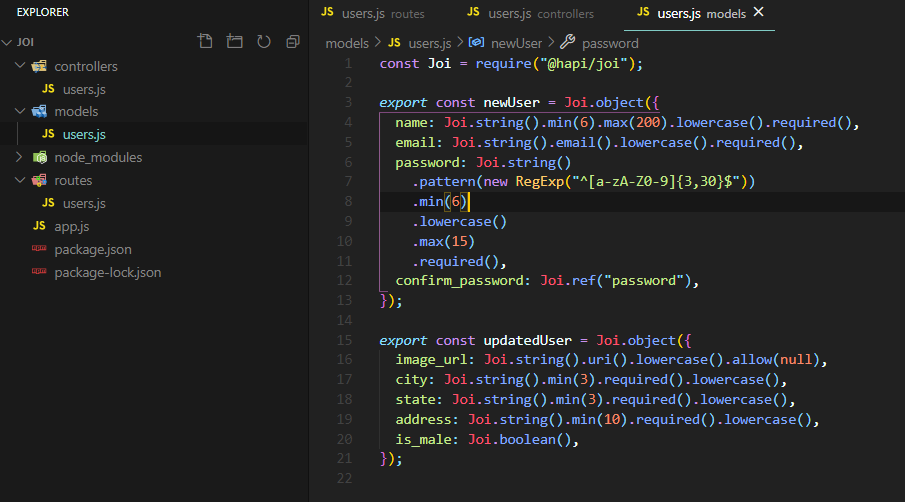 EXPLORER
JOI
controllers
JS users.js
models
JS users.js
node_modules
routes
JS users.js
JS app.js
package.json
package-lock.json
JS users.js routes
JS users.js controllers
JS users.js models
models > JS users.js > newUser > password
1 const Joi = require("@hapi/joi");
2
3 export const newUser = Joi.object({
4   name: Joi.string().min(6).max(200).lowercase().required(),
5   email: Joi.string().email().lowercase().required(),
6   password: Joi.string()
7     .pattern(new RegExp("^[a-zA-Z0-9]{3,30}$"))
8     .min(6)
9     .lowercase()
10     .max(15)
11     .required(),
12   confirm_password: Joi.ref("password"),
13 });
14
15 export const updatedUser = Joi.object({
16   image_url: Joi.string().uri().lowercase().allow(null),
17   city: Joi.string().min(3).required().lowercase(),
18   state: Joi.string().min(3).required().lowercase(),
19   address: Joi.string().min(10).required().lowercase(),
20   is_male: Joi.boolean(),
21 });
22